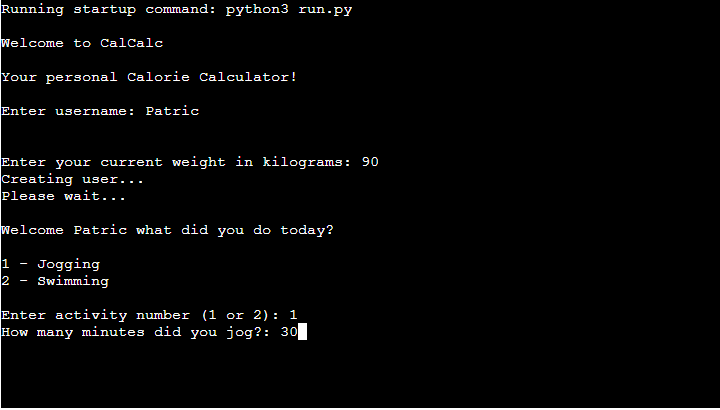 Running startup command: python3 run.py
Welcome to CalCalc
Your personal Calorie Calculator!
Enter username: Patric
Enter your current weight in kilograms: 90
Creating user...
Please wait...
Welcome Patric what did you do today?
1 - Jogging
2 - Swimming
Enter activity number (1 or 2): 1
How many minutes did you jog?: 30